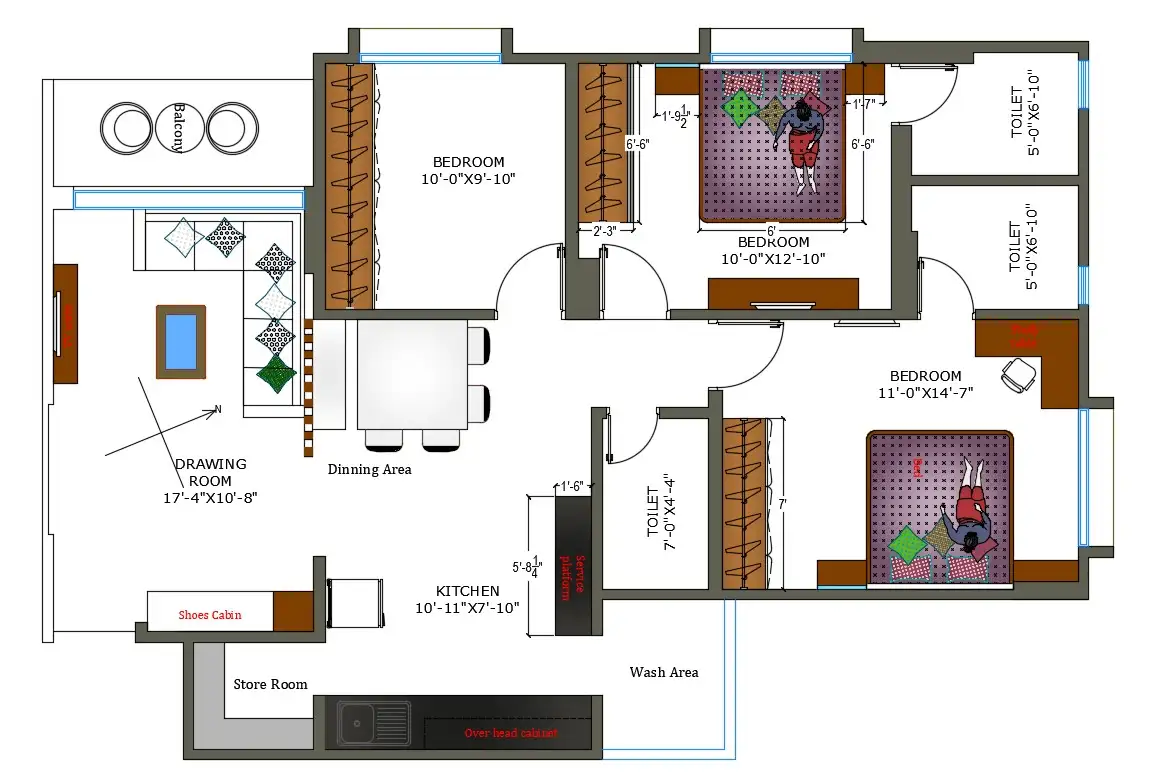 Balcony
BEDROOM
10'-0"X9'-10"
6'-6"
2'-3"
1'-9 1/2"
1'-7"
6'-6"
6'
BEDROOM
10'-0"X12'-10"
TOILET
5'-0"X6'-10"
TOILET
5'-0"X6'-10"
N
DRAWING
ROOM
17'-4"X10'-8"
Dinning Area
BEDROOM
11'-0"X14'-7"
Bed
7'
TOILET
7'-0"X4'-4"
1'-6"
5'-8 1/4"
Service
platform
KITCHEN
10'-11"X7'-10"
Shoes Cabin
Store Room
Wash Area
Over head cabinet